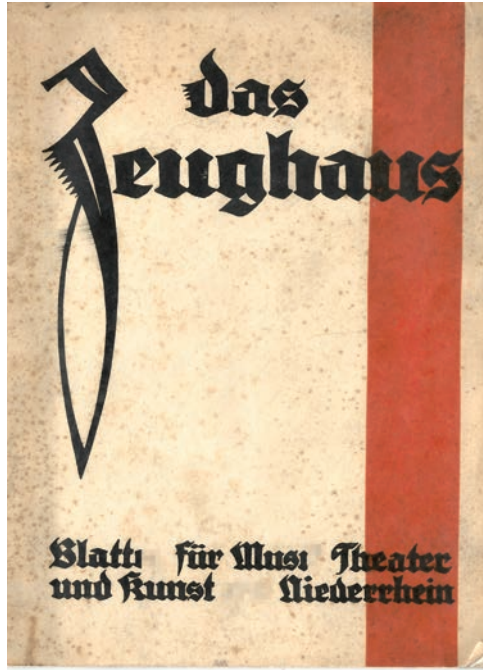 das
Zeughaus
Blatt für Musi Theater
und Kunst Niederrhein